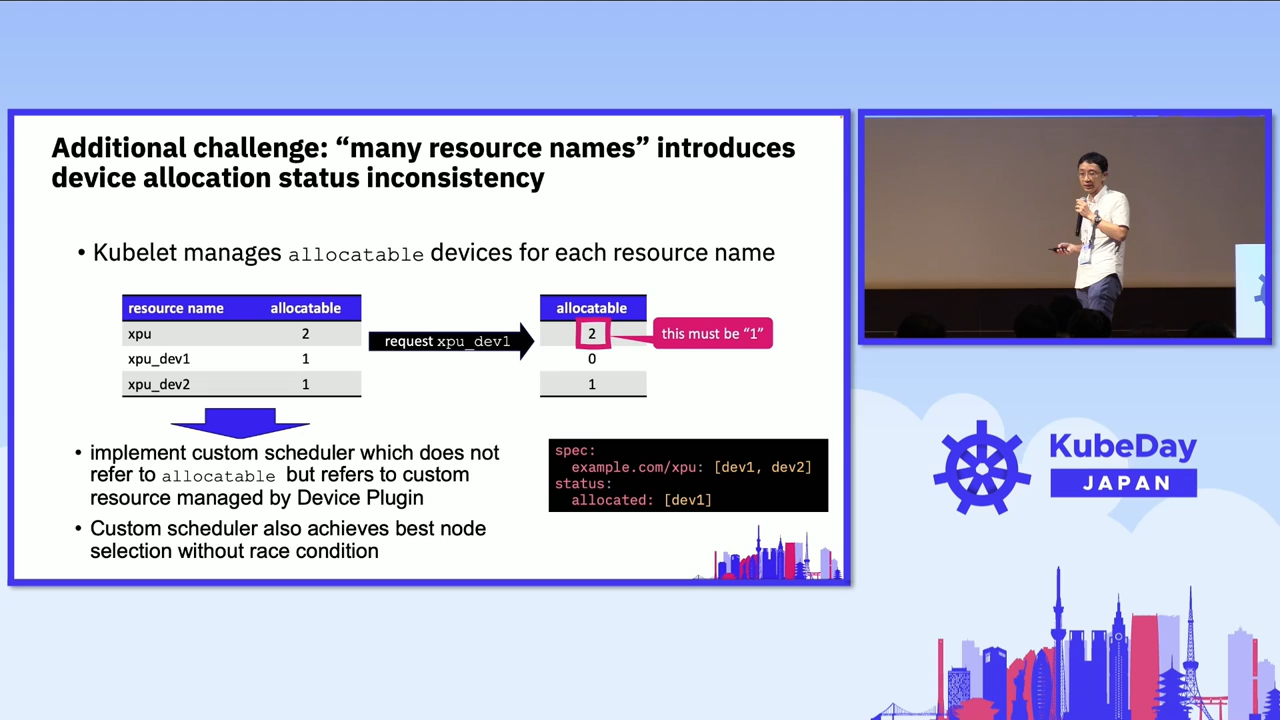 Additional challenge: “many resource names” introduces
device allocation status inconsistency
• Kubelet manages allocatable devices for each resource name
resource name allocatable
xpu 2
xpu_dev1 1
xpu_dev2 1
request xpu_dev1
allocatable
2
0
1
this must be “1”
• implement custom scheduler which does not
refer to allocatable but refers to custom
resource managed by Device Plugin
• Custom scheduler also achieves best node
selection without race condition
spec:
example.com/xpu: [dev1, dev2]
status:
allocated: [dev1]
KubeDay
JAPAN